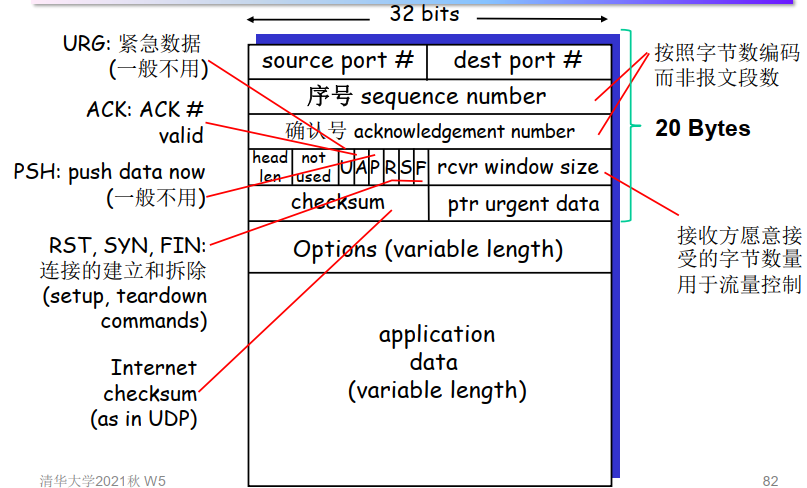 32 bits
URG: 紧急数据
(一般不用)
ACK: ACK #
valid
PSH: push data now
(一般不用)
RST, SYN, FIN:
连接的建立和拆除
(setup, teardown
commands)
Internet
checksum
(as in UDP)
source port #
dest port #
序号 sequence number
确认号 acknowledgement number
head
len
not
used
U A P R S F
rcvr window size
checksum
ptr urgent data
Options (variable length)
application
data
(variable length)
按照字节数编码
而非报文段数
20 Bytes
接收方愿意接
受的字节数量
用于流量控制
清华大学2021秋 W5
82